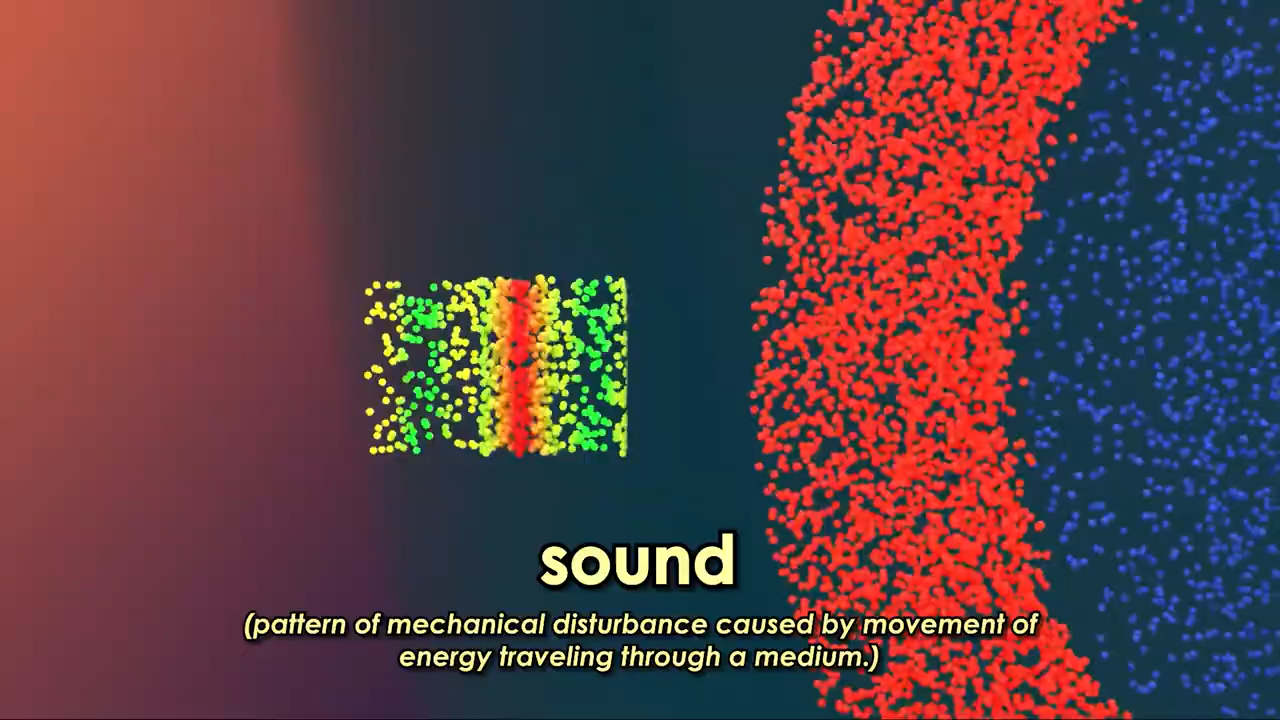 sound
(pattern of mechanical disturbance caused by movement of
energy traveling through a medium.)